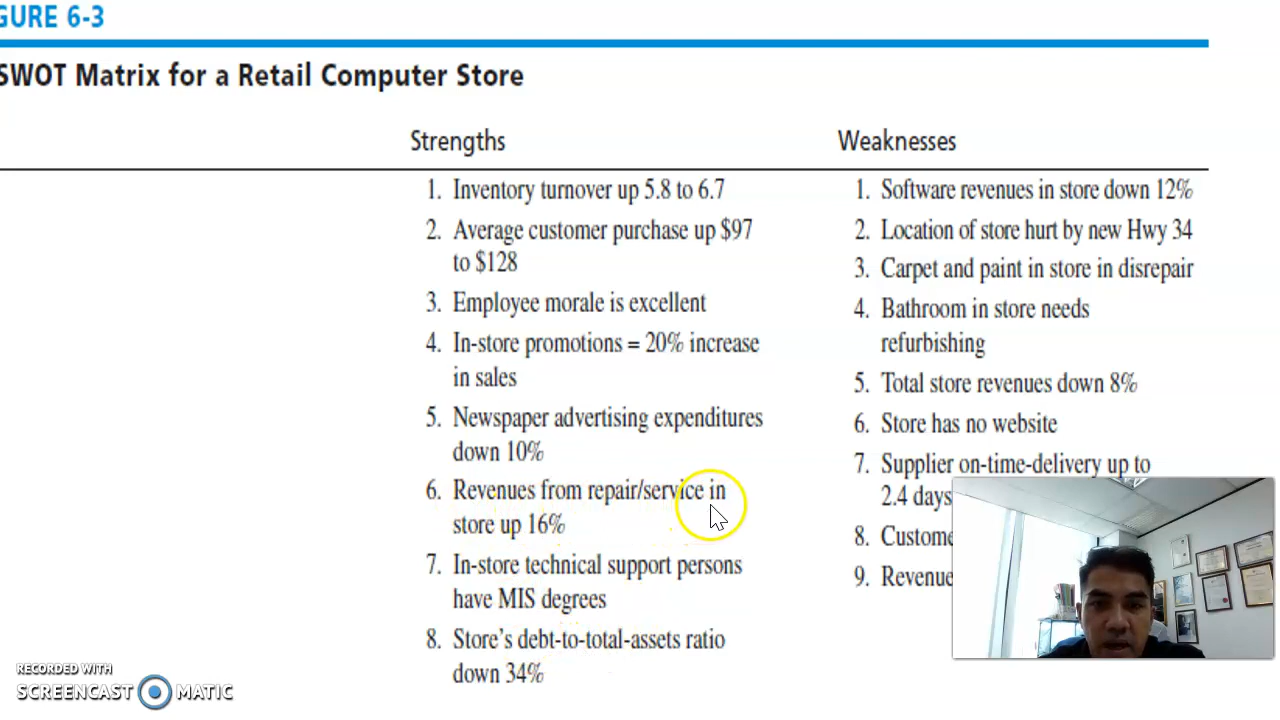 GURE 6-3
SWOT Matrix for a Retail Computer Store
Strengths
1. Inventory turnover up 5.8 to 6.7
2. Average customer purchase up $97
to $128
3. Employee morale is excellent
4. In-store promotions = 20% increase
in sales
5. Newspaper advertising expenditures
down 10%
6. Revenues from repair/service in
store up 16%
7. In-store technical support persons
have MIS degrees
8. Store’s debt-to-total-assets ratio
down 34%
Weaknesses
1. Software revenues in store down 12%
2. Location of store hurt by new Hwy 34
3. Carpet and paint in store in disrepair
4. Bathroom in store needs
refurbishing
5. Total store revenues down 8%
6. Store has no website
7. Supplier on-time-delivery up to
2.4 days
8. Custome
9. Revenue
RECORDED WITH
SCREENCAST MATIC